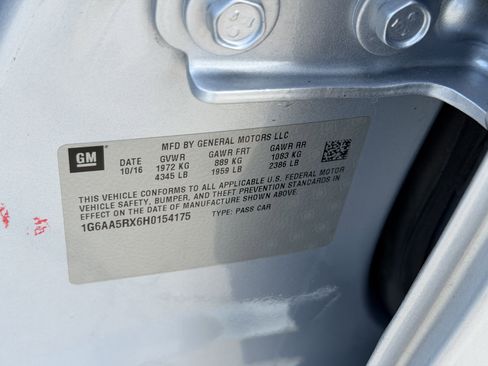 MFD BY GENERAL MOTORS LLC
GM
DATE GVWR GAWR FRT GAWR RR
10/16 1972 KG 889 KG 1083 KG
4345 LB 1959 LB 2386 LB
THIS VEHICLE CONFORMS TO ALL APPLICABLE U.S. FEDERAL MOTOR
VEHICLE SAFETY, BUMPER, AND THEFT PREVENTION STANDARDS IN
EFFECT ON THE DATE OF MANUFACTURE SHOWN ABOVE.
1G6AA5RX6H0154175 TYPE: PASS CAR